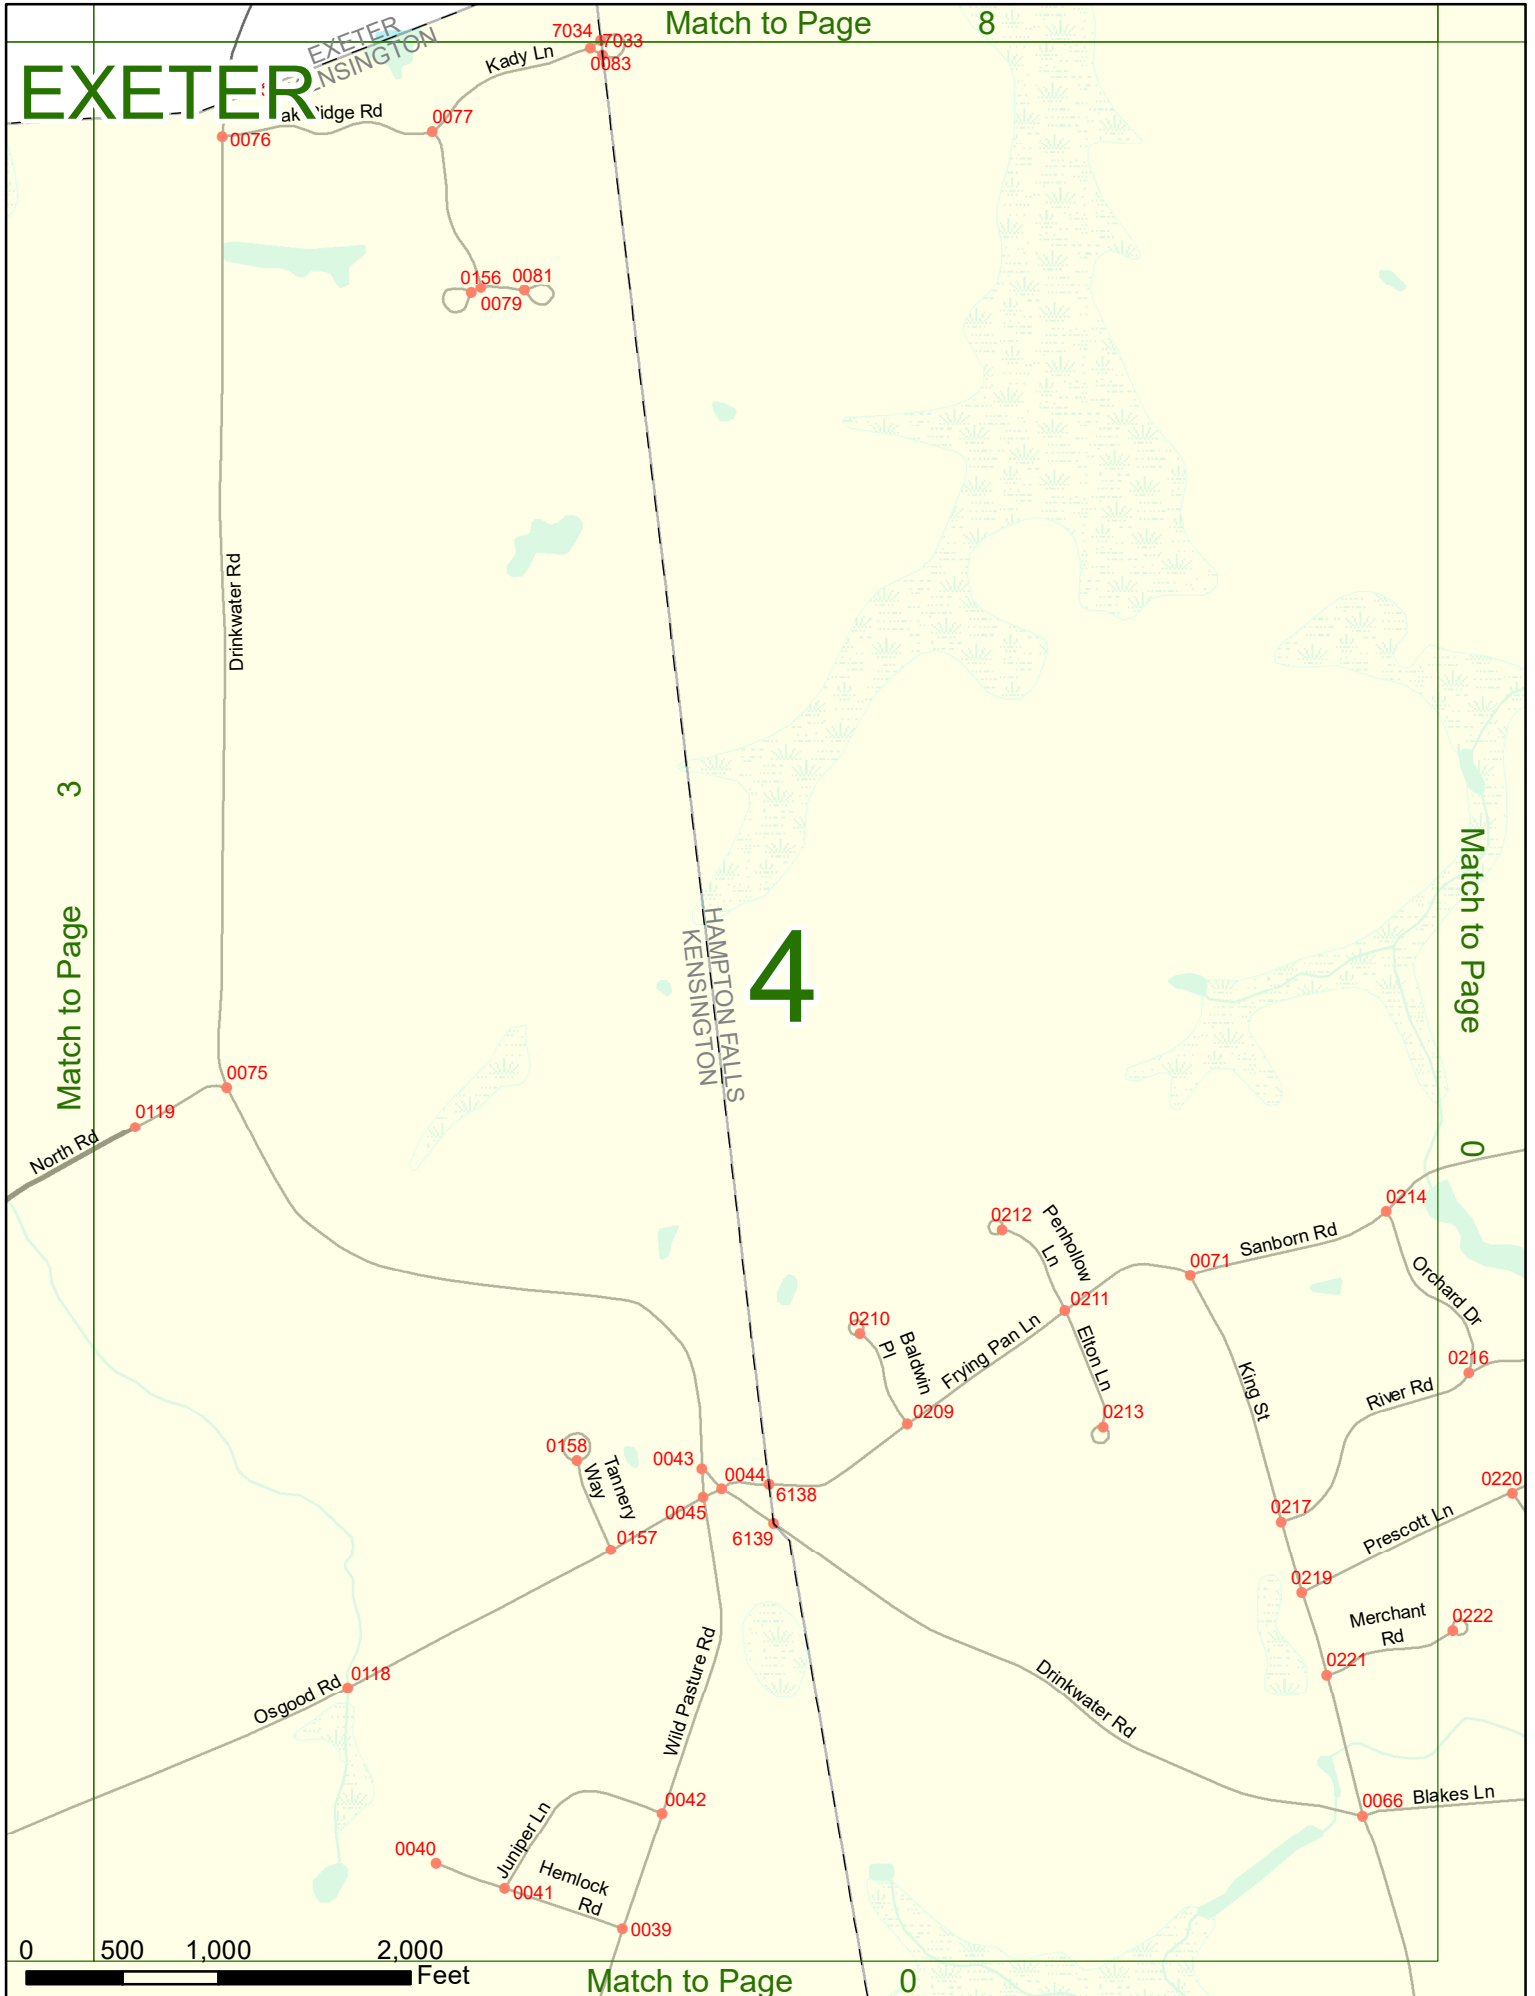 Match to Page 8
EXETER
KENSINGTON
EXETER
7034
7033
0083
Kady Ln
Ridge Rd
0077
0076
0156
0081
0079
Drinkwater Rd
Match to Page 3
HAMPTON FALLS
KENSINGTON
4
Match to Page 0
0075
0119
North Rd
0212
Penhollow
Ln
0214
Sanborn Rd
0071
Orchard Dr
0211
0210
Baldwin
Pl
Frying Pan Ln
Elton Ln
King St
0216
River Rd
0209
0213
0158
Tannery
Way
0043
0044
6138
0045
6139
0157
0220
0217
Prescott Ln
0219
Merchant
Rd
0222
0221
0118
Osgood Rd
Wild Pasture Rd
Drinkwater Rd
0042
0066
Blakes Ln
0040
Juniper Ln
0041
Hemlock
Rd
0039
0 500 1,000 2,000
Feet
Match to Page 0